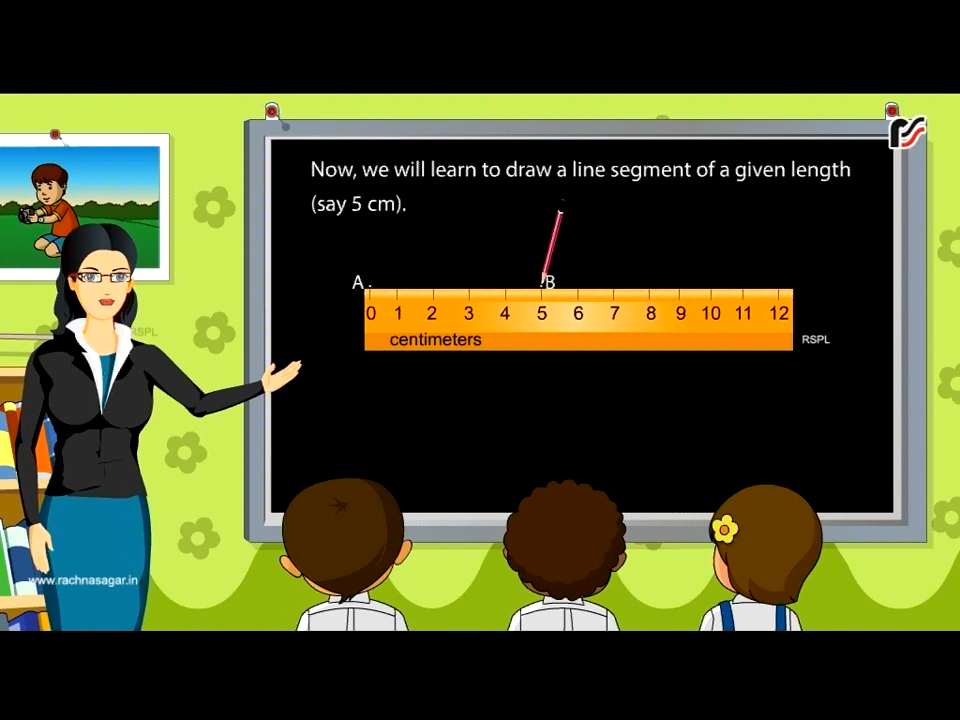 Now, we will learn to draw a line segment of a given length
(say 5 cm).
A . .B
0 1 2 3 4 5 6 7 8 9 10 11 12
centimeters
RSPL
RSPL
www.rachnasagar.in